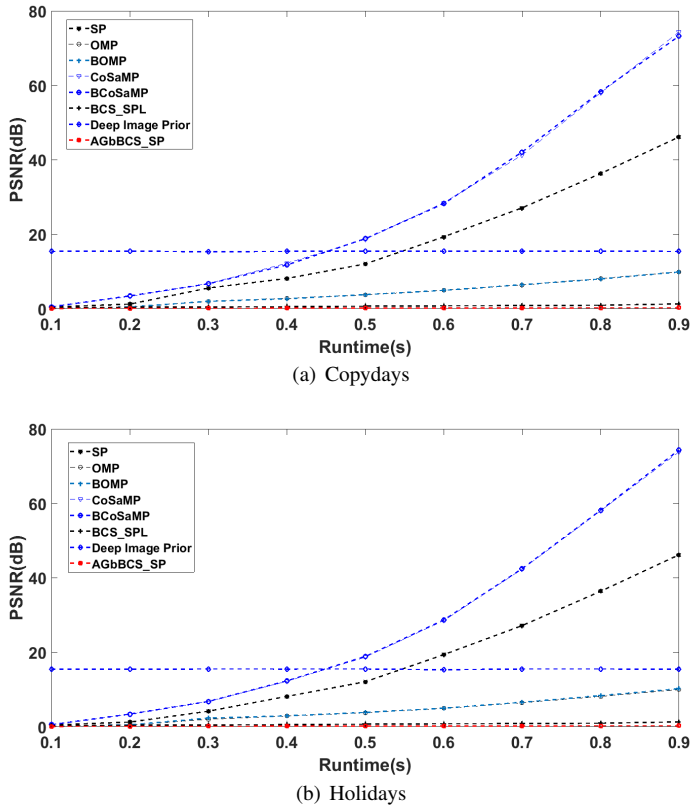 80
60
40
20
0
PSNR(dB)
SP
OMP
BOMP
CoSaMP
BCoSaMP
BCS_SPL
Deep Image Prior
AGbBCS_SP
0.1 0.2 0.3 0.4 0.5 0.6 0.7 0.8 0.9
Runtime(s)
(a) Copydays
80
60
40
20
0
PSNR(dB)
SP
OMP
BOMP
CoSaMP
BCoSaMP
BCS_SPL
Deep Image Prior
AGbBCS_SP
0.1 0.2 0.3 0.4 0.5 0.6 0.7 0.8 0.9
Runtime(s)
(b) Holidays